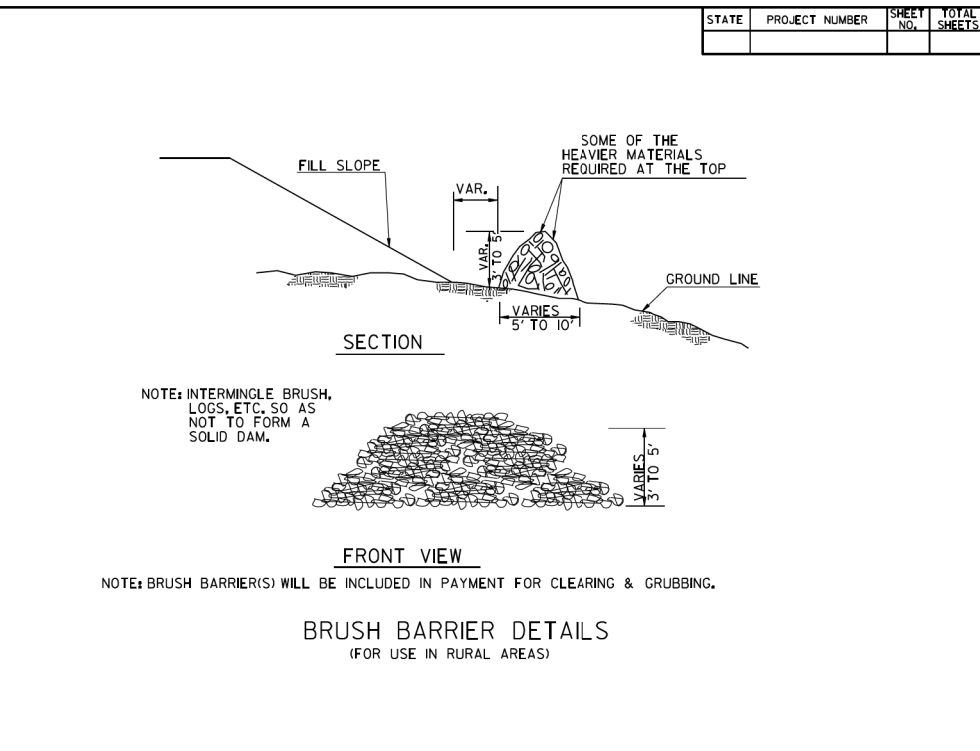 STATE PROJECT NUMBER SHEET NO. TOTAL SHEETS
SOME OF THE
HEAVIER MATERIALS
REQUIRED AT THE TOP
FILL SLOPE
VAR.
VAR.
3' TO 5'
GROUND LINE
VARIES
5' TO 10'
SECTION
NOTE: INTERMINGLE BRUSH,
LOGS, ETC. SO AS
NOT TO FORM A
SOLID DAM.
VARIES
3' TO 5'
FRONT VIEW
NOTE: BRUSH BARRIER(S) WILL BE INCLUDED IN PAYMENT FOR CLEARING & GRUBBING.
BRUSH BARRIER DETAILS
(FOR USE IN RURAL AREAS)